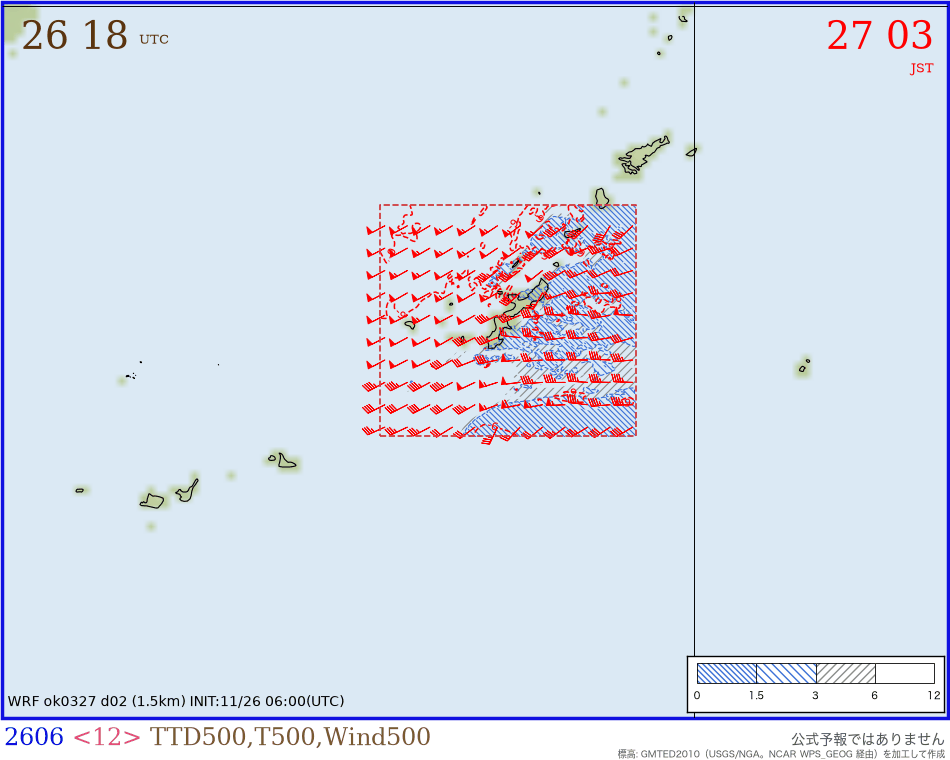 26 18 UTC
27 03
JST
-6
WRF ok0327 d02 (1.5km) INIT:11/26 06:00(UTC)
0 1.5 3 6 12
2606 <12> TTD500,T500,Wind500
公式予報ではありません
標高: GMTED2010（USGS/NGA。NCAR WPS_GEOG 経由）を加工して作成